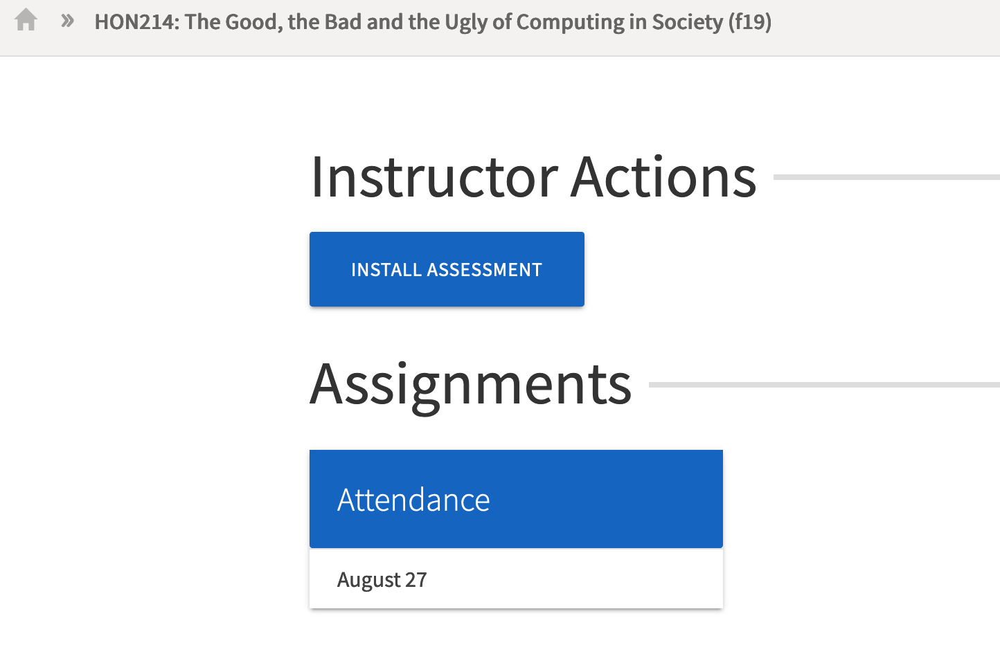 » HON214: The Good, the Bad and the Ugly of Computing in Society (f19)
Instructor Actions
INSTALL ASSESSMENT
Assignments
Attendance
August 27